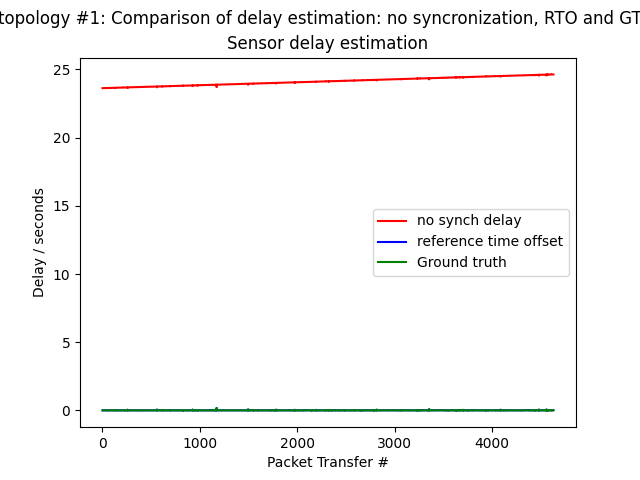 topology #1: Comparison of delay estimation: no syncronization, RTO and GT
Sensor delay estimation
25
20
15
10
5
0
Delay / seconds
no synch delay
reference time offset
Ground truth
0 1000 2000 3000 4000
Packet Transfer #